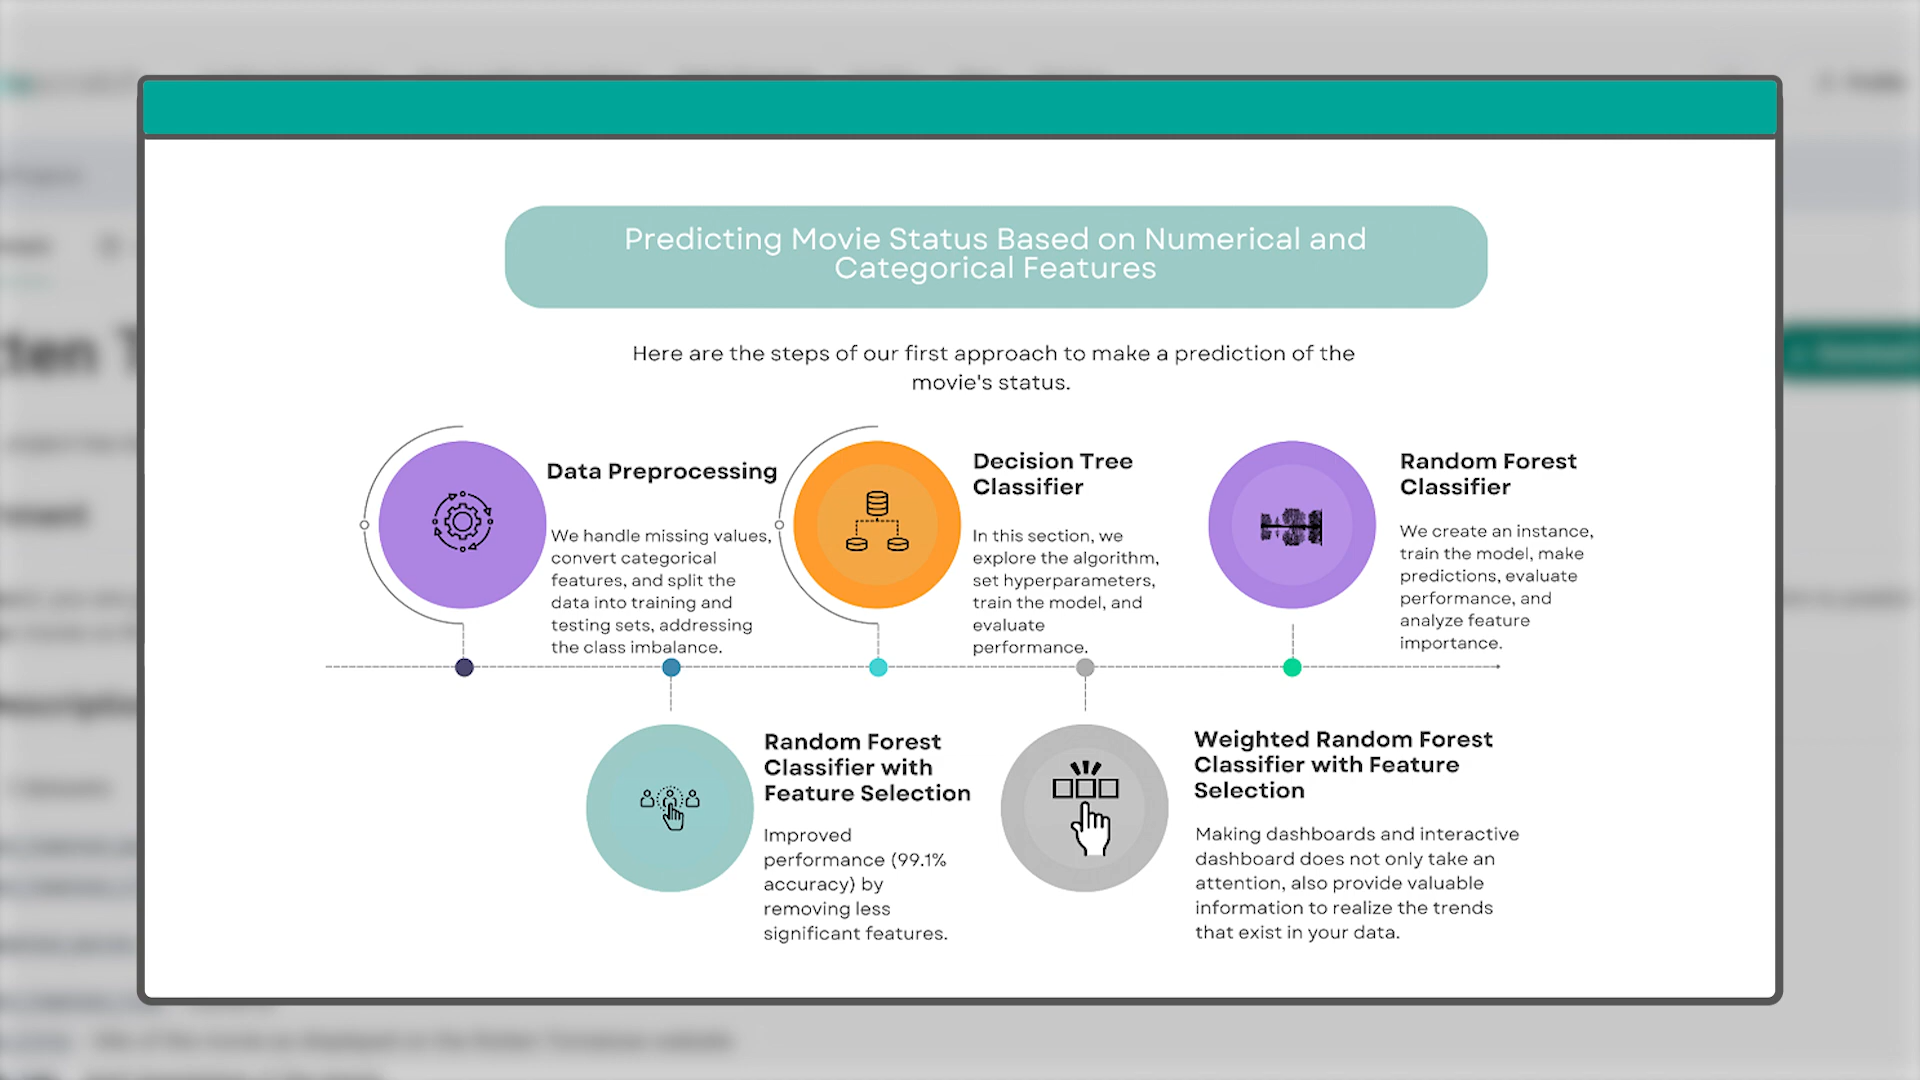 Predicting Movie Status Based on Numerical and
Categorical Features
Here are the steps of our first approach to make a prediction of the
movie's status.
Data Preprocessing
We handle missing values,
convert categorical
features, and split the
data into training and
testing sets, addressing
the class imbalance.
Decision Tree
Classifier
In this section, we
explore the algorithm,
set hyperparameters,
train the model, and
evaluate
performance.
Random Forest
Classifier
We create an instance,
train the model, make
predictions, evaluate
performance, and
analyze feature
importance.
Random Forest
Classifier with
Feature Selection
Improved
performance (99.1%
accuracy) by
removing less
significant features.
Weighted Random Forest
Classifier with Feature
Selection
Making dashboards and interactive
dashboard does not only take an
attention, also provide valuable
information to realize the trends
that exist in your data.